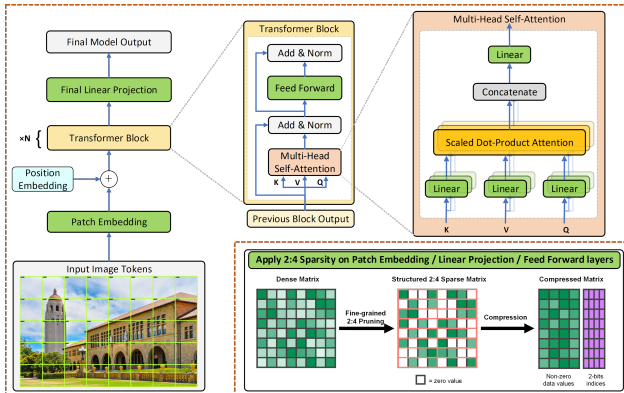 Final Model Output
Final Linear Projection
×N {
Transformer Block
Position
Embedding
+
Patch Embedding
Input Image Tokens
Transformer Block
Add & Norm
Feed Forward
Add & Norm
Multi-Head
Self-Attention
K V Q
Previous Block Output
Multi-Head Self-Attention
Linear
Concatenate
Scaled Dot-Product Attention
Linear Linear Linear
K V Q
Apply 2:4 Sparsity on Patch Embedding / Linear Projection / Feed Forward layers
Dense Matrix
Structured 2:4 Sparse Matrix
Compressed Matrix
Fine-grained
2:4 Pruning
Compression
= zero value
Non-zero
data values
2-bits
indices